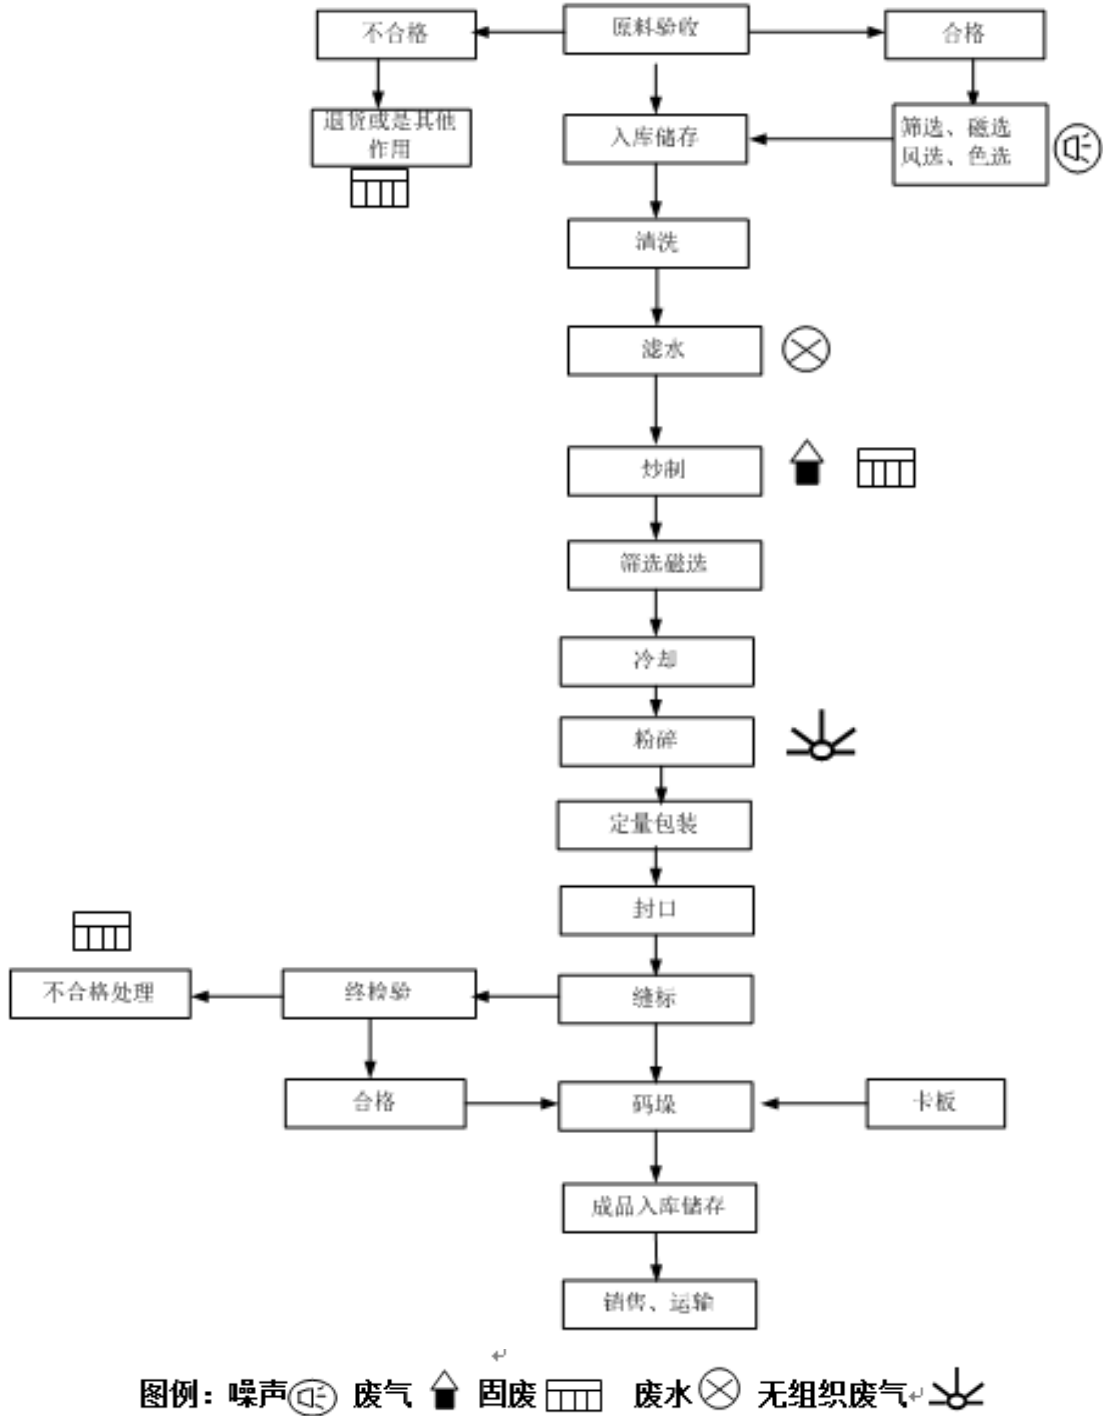 不合格
原料验收
合格
退货或是其他
作用
入库储存
筛选、磁选
风选、色选
清洗
滤水
炒制
筛选磁选
冷却
粉碎
定量包装
封口
不合格处理
终检验
缝标
合格
码垛
卡板
成品入库储存
销售、运输
图例：噪声 废气 固废 废水 无组织废气